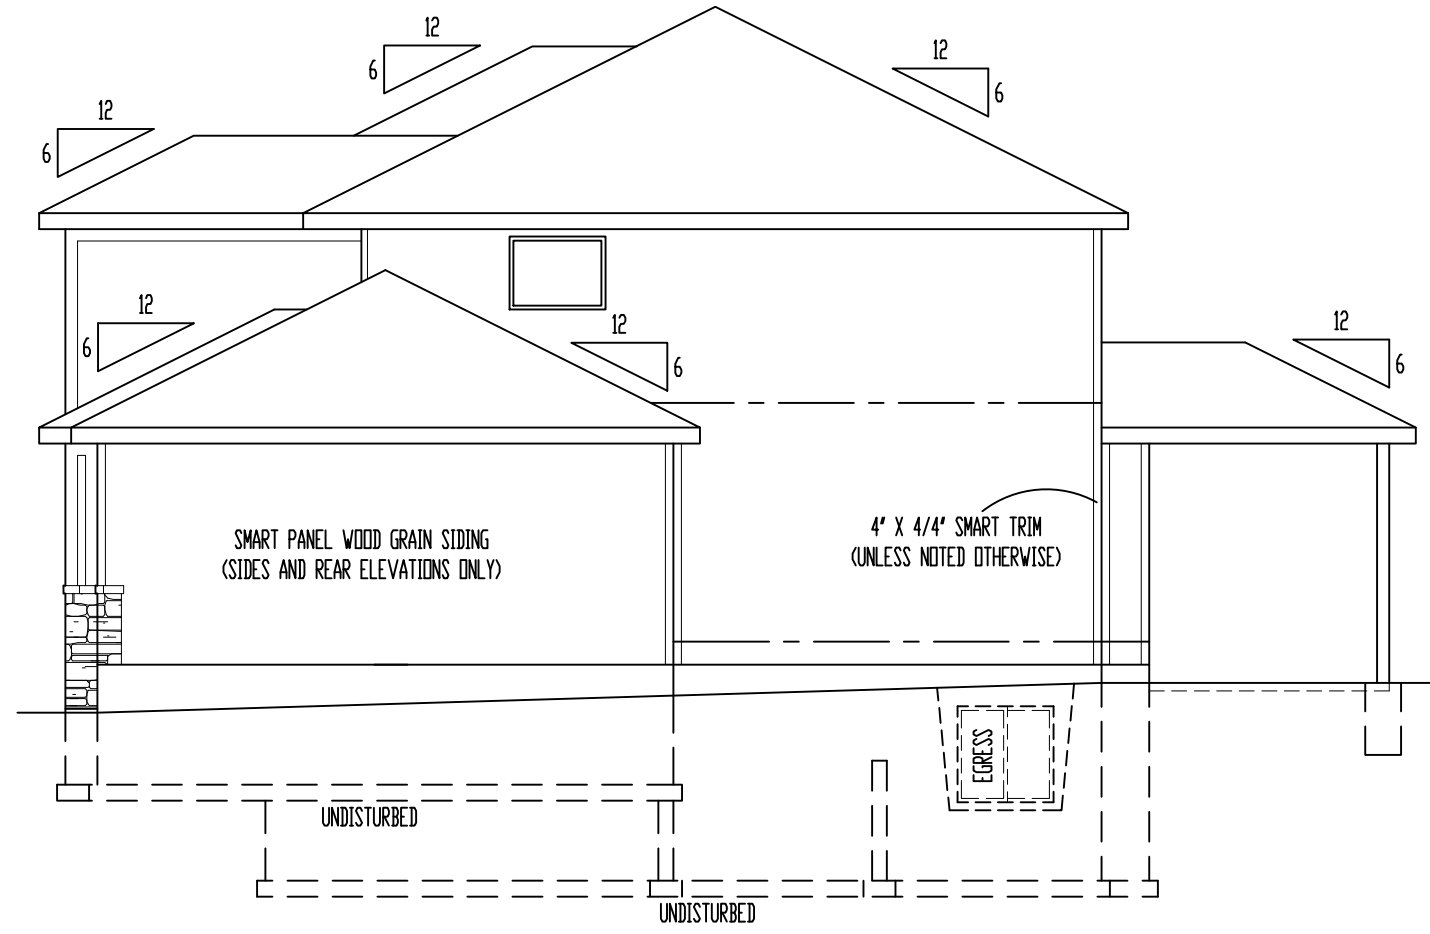 12
6
12
6
12
6
12
6
12
6
12
6
SMART PANEL WOOD GRAIN SIDING
(SIDES AND REAR ELEVATIONS ONLY)
4" X 4/4" SMART TRIM
(UNLESS NOTED OTHERWISE)
EGRESS
UNDISTURBED
UNDISTURBED